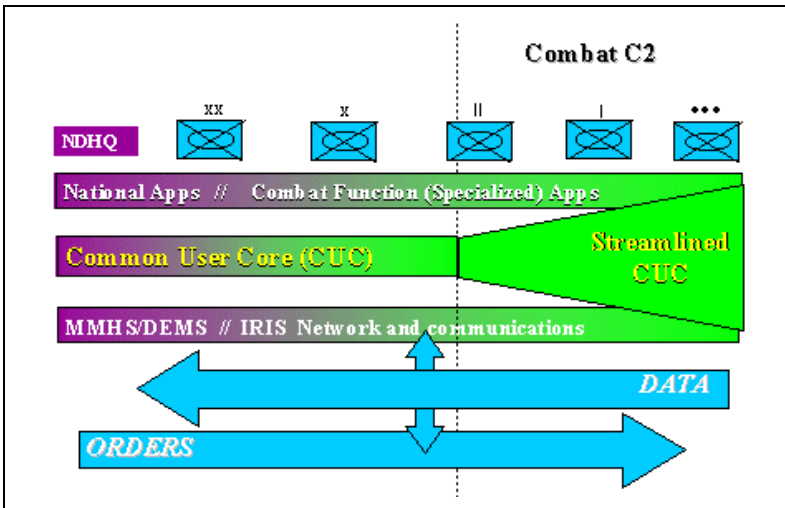 Combat C2
xx x II I •••
NDHQ
National Apps // Combat Function (Specialized) Apps
Common User Core (CUC)
Streamlined
CUC
MMHS/DEMS // IRIS Network and communications
DATA
ORDERS